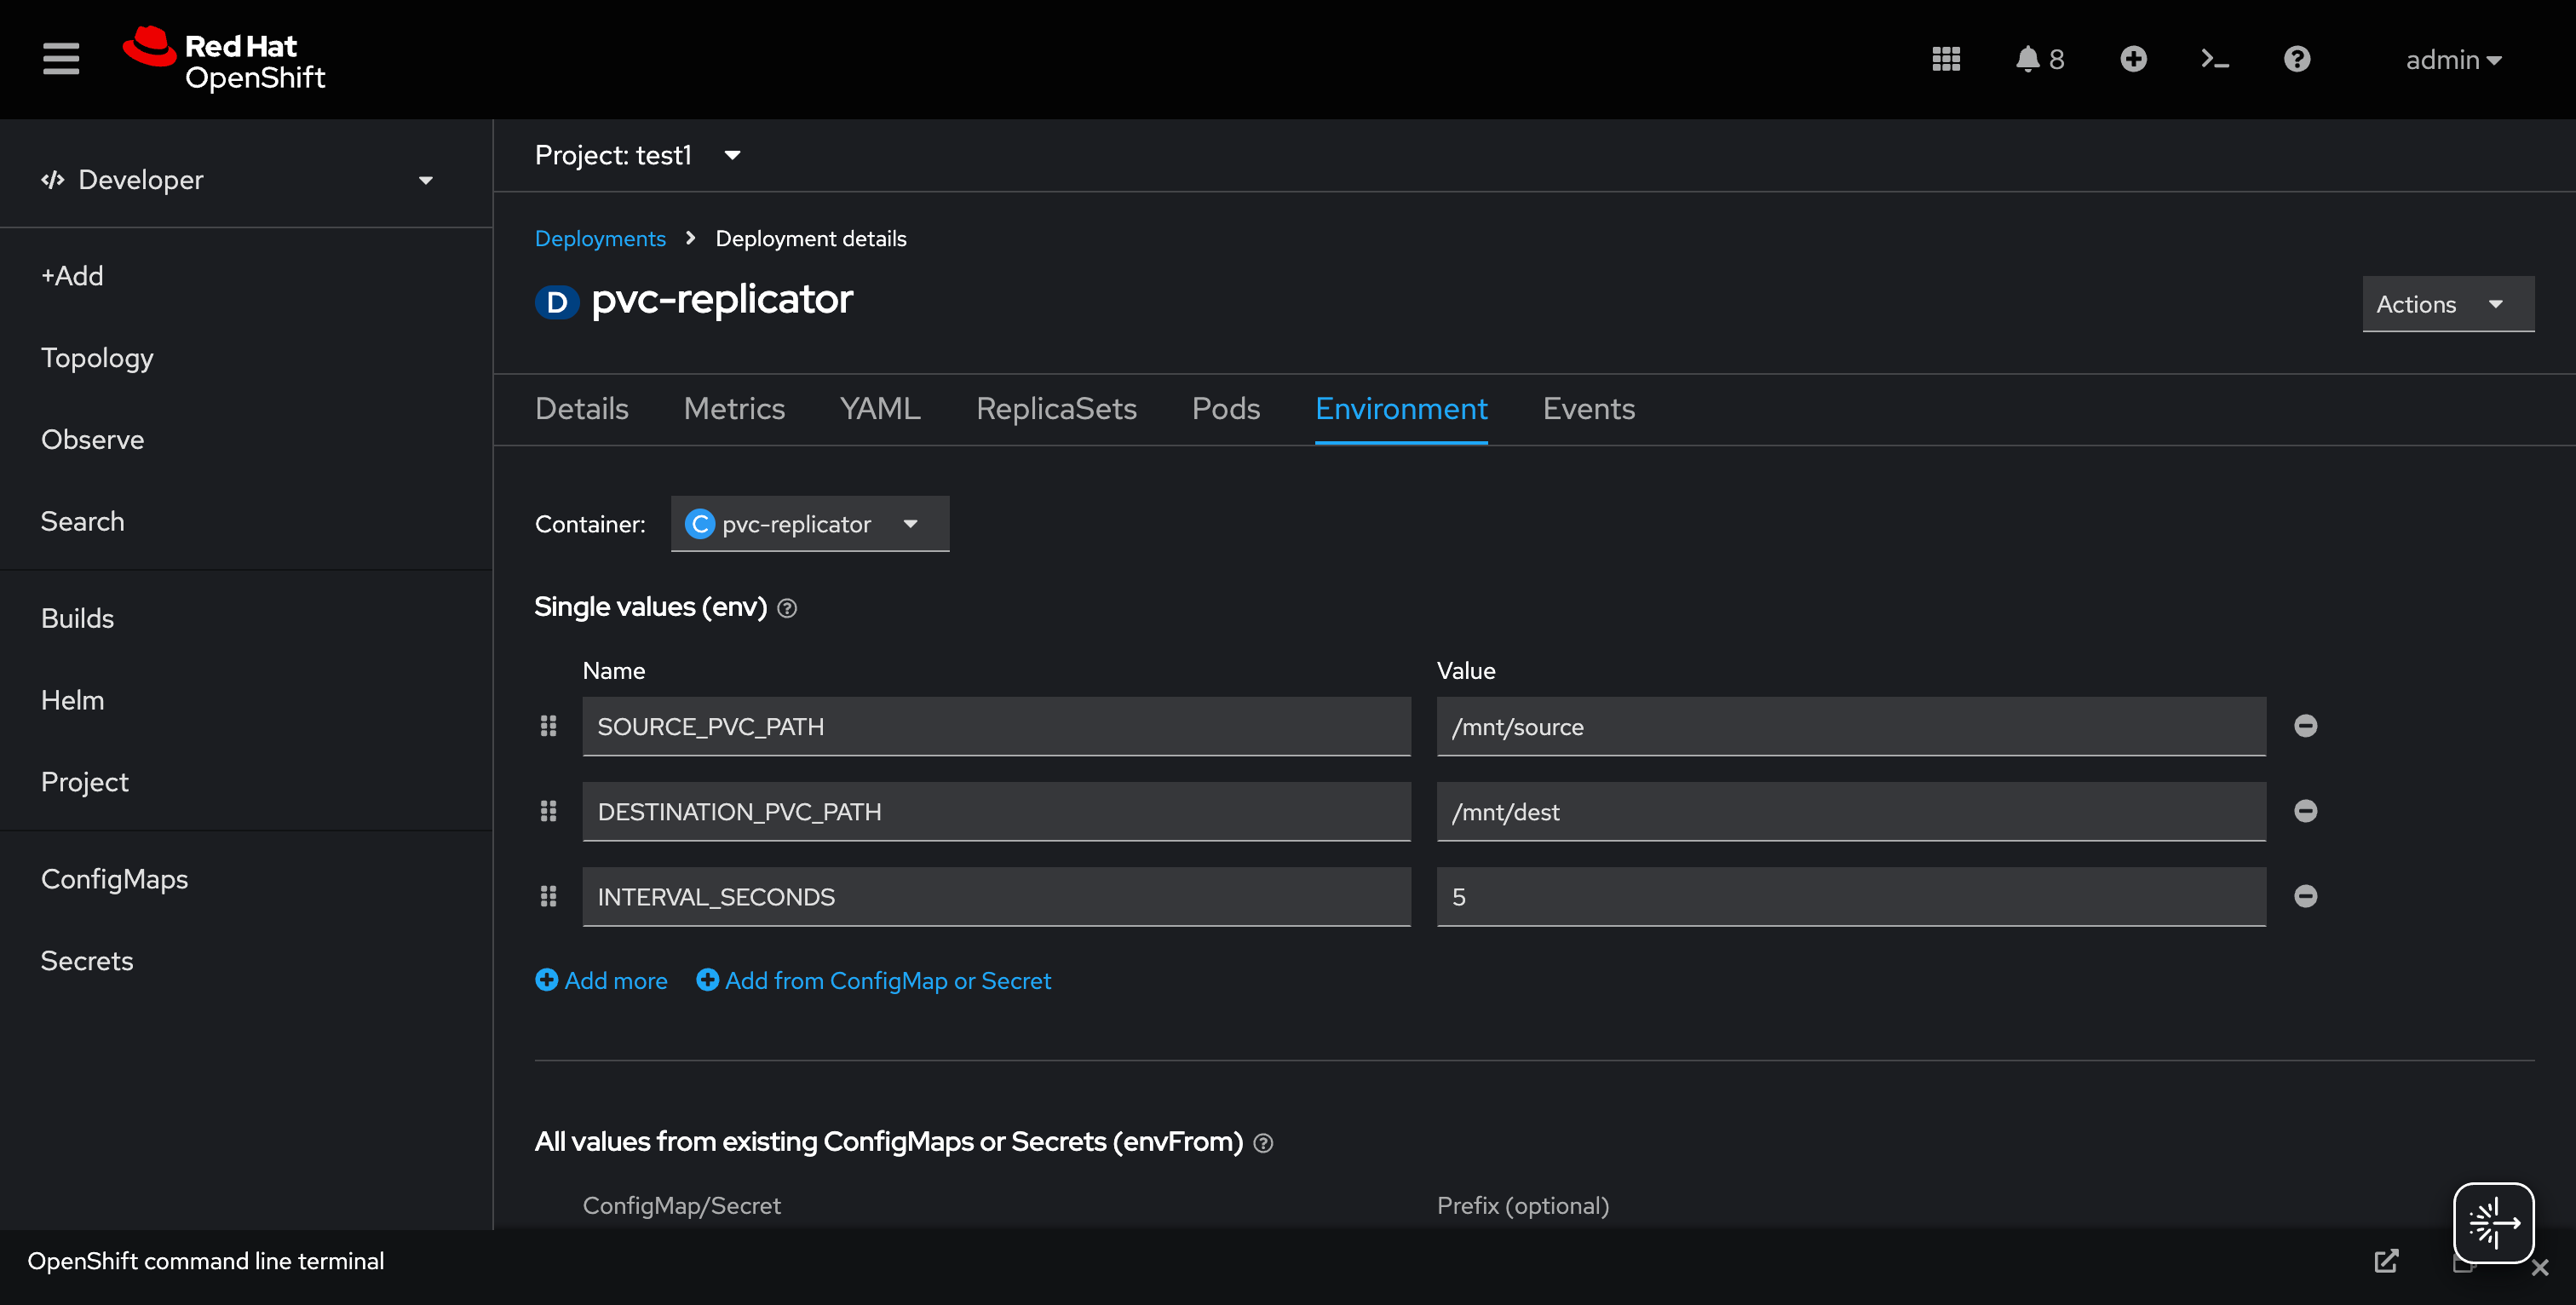 Red Hat
OpenShift
8
admin
Developer
+Add
Topology
Observe
Search
Builds
Helm
Project
ConfigMaps
Secrets
Project: test1
Deployments
Deployment details
D pvc-replicator
Actions
Details
Metrics
YAML
ReplicaSets
Pods
Environment
Events
Container:
C pvc-replicator
Single values (env)
Name
Value
SOURCE_PVC_PATH
/mnt/source
DESTINATION_PVC_PATH
/mnt/dest
INTERVAL_SECONDS
5
Add more
Add from ConfigMap or Secret
All values from existing ConfigMaps or Secrets (envFrom)
ConfigMap/Secret
Prefix (optional)
OpenShift command line terminal